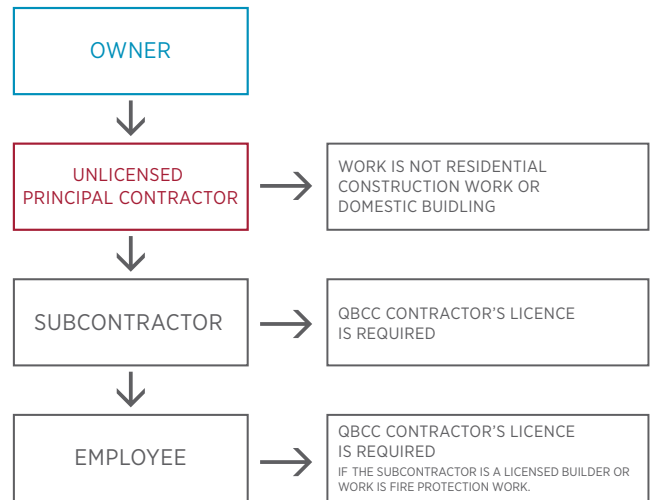 OWNER
UNLICENSED
PRINCIPAL CONTRACTOR
WORK IS NOT RESIDENTIAL
CONSTRUCTION WORK OR
DOMESTIC BUIDLING
SUBCONTRACTOR
QBCC CONTRACTOR'S LICENCE
IS REQUIRED
EMPLOYEE
QBCC CONTRACTOR'S LICENCE
IS REQUIRED
IF THE SUBCONTRACTOR IS A LICENSED BUILDER OR
WORK IS FIRE PROTECTION WORK.